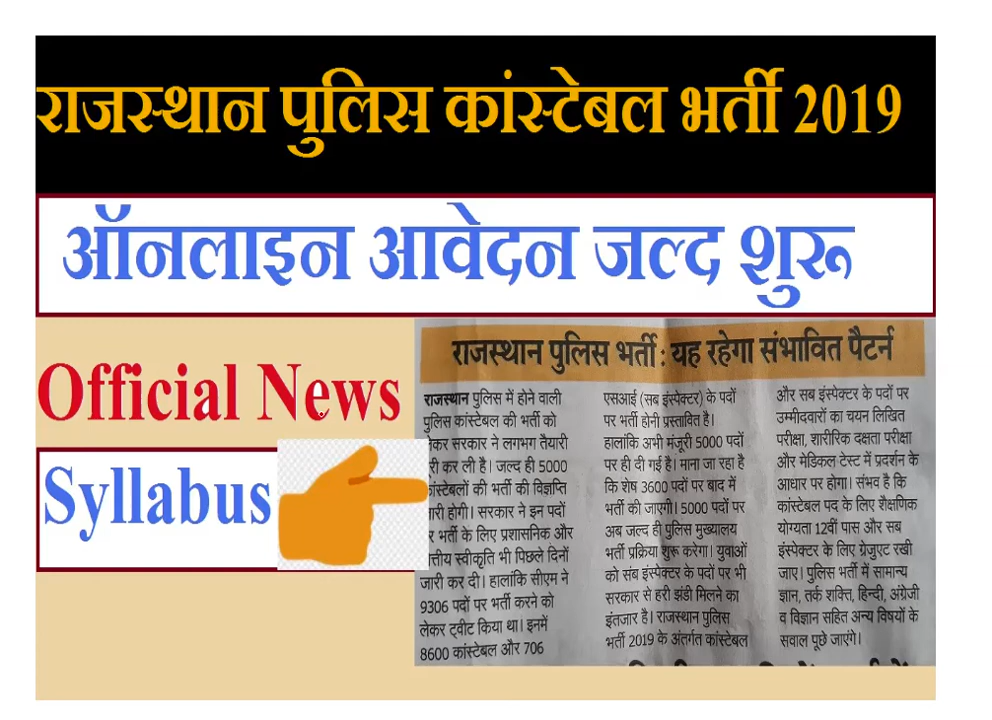 राजस्थान पुलिस कांस्टेबल भर्ती 2019
ऑनलाइन आवेदन जल्द शुरू
Official News
Syllabus
राजस्थान पुलिस भर्ती : यह रहेगा संभावित पैटर्न
राजस्थान पुलिस में होने वाली
पुलिस कांस्टेबल की भर्ती को
लेकर सरकार ने लगभग तैयारी
कर ली है। जल्द ही 5000
कांस्टेबलों की भर्ती की विज्ञप्ति
जारी होगी। सरकार ने इन पदों
भर्ती के लिए प्रशासनिक और
वित्तीय स्वीकृति भी पिछले दिनों
जारी कर दी। हालांकि सीएम ने
9306 पदों पर भर्ती करने को
लेकर ट्वीट किया था। इनमें
8600 कांस्टेबल और 706
एसआई (सब इंस्पेक्टर) के पदों
पर भर्ती होनी प्रस्तावित है।
हालांकि अभी मंजूरी 5000 पदों
पर ही दी गई है। माना जा रहा है
कि शेष 3600 पदों पर बाद में
भर्ती की जाएगी। 5000 पदों पर
अब जल्द ही पुलिस मुख्यालय
भर्ती प्रक्रिया शुरू करेगा। युवाओं
को संब इंस्पेक्टर के पदों पर भी
सरकार से हरी झंडी मिलने का
इंतजार है। राजस्थान पुलिस
भर्ती 2019 के अंतर्गत कांस्टेबल
और सब इंस्पेक्टर के पदों पर
उम्मीदवारों का चयन लिखित
परीक्षा, शारीरिक दक्षता परीक्षा
और मेडिकल टेस्ट में प्रदर्शन के
आधार पर होगा। संभव है कि
कांस्टेबल पद के लिए शैक्षणिक
योग्यता 12वीं पास और सब
इंस्पेक्टर के लिए ग्रेजुएट रखी
जाए। पुलिस भर्ती में सामान्य
ज्ञान, तर्क शक्ति, हिन्दी, अंग्रेजी
व विज्ञान सहित अन्य विषयों के
सवाल पूछे जाएंगे।